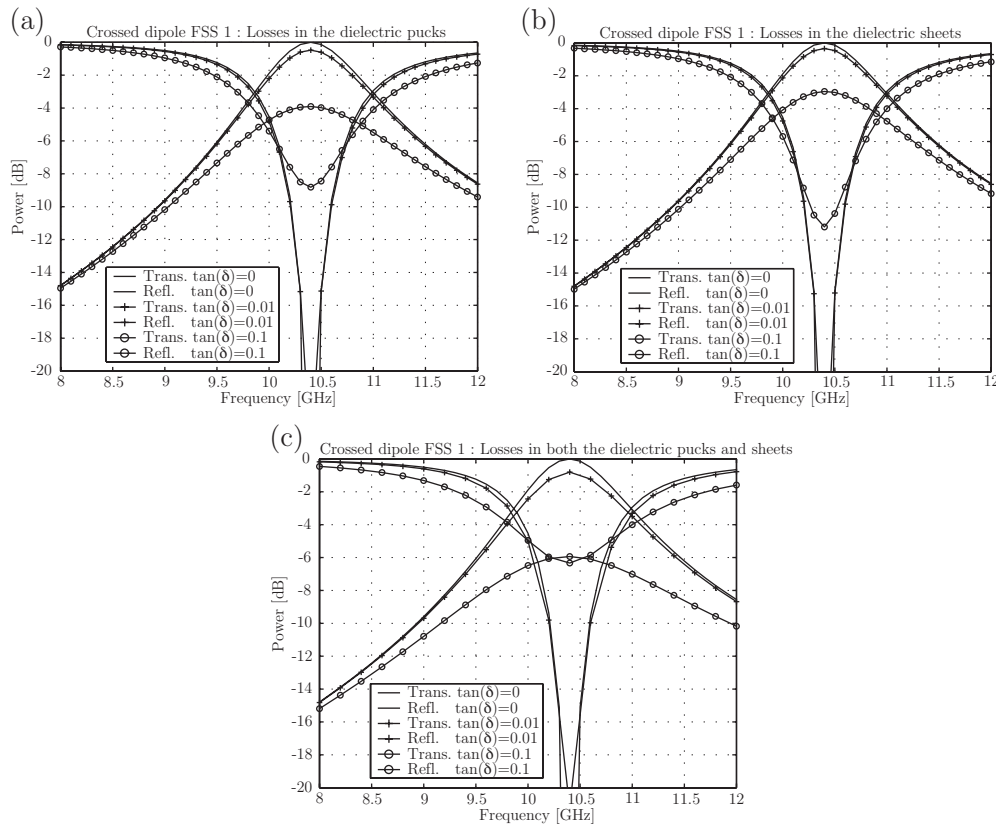 (a)
Crossed dipole FSS 1 : Losses in the dielectric pucks
0
-2
-4
-6
-8
-10
-12
-14
-16
-18
-20
Power [dB]
Trans. tan(δ)=0
Refl. tan(δ)=0
Trans. tan(δ)=0.01
Refl. tan(δ)=0.01
Trans. tan(δ)=0.1
Refl. tan(δ)=0.1
8 8.5 9 9.5 10 10.5 11 11.5 12
Frequency [GHz]
(b)
Crossed dipole FSS 1 : Losses in the dielectric sheets
0
-2
-4
-6
-8
-10
-12
-14
-16
-18
-20
Power [dB]
Trans. tan(δ)=0
Refl. tan(δ)=0
Trans. tan(δ)=0.01
Refl. tan(δ)=0.01
Trans. tan(δ)=0.1
Refl. tan(δ)=0.1
8 8.5 9 9.5 10 10.5 11 11.5 12
Frequency [GHz]
(c)
Crossed dipole FSS 1 : Losses in both the dielectric pucks and sheets
0
-2
-4
-6
-8
-10
-12
-14
-16
-18
-20
Power [dB]
Trans. tan(δ)=0
Refl. tan(δ)=0
Trans. tan(δ)=0.01
Refl. tan(δ)=0.01
Trans. tan(δ)=0.1
Refl. tan(δ)=0.1
8 8.5 9 9.5 10 10.5 11 11.5 12
Frequency [GHz]